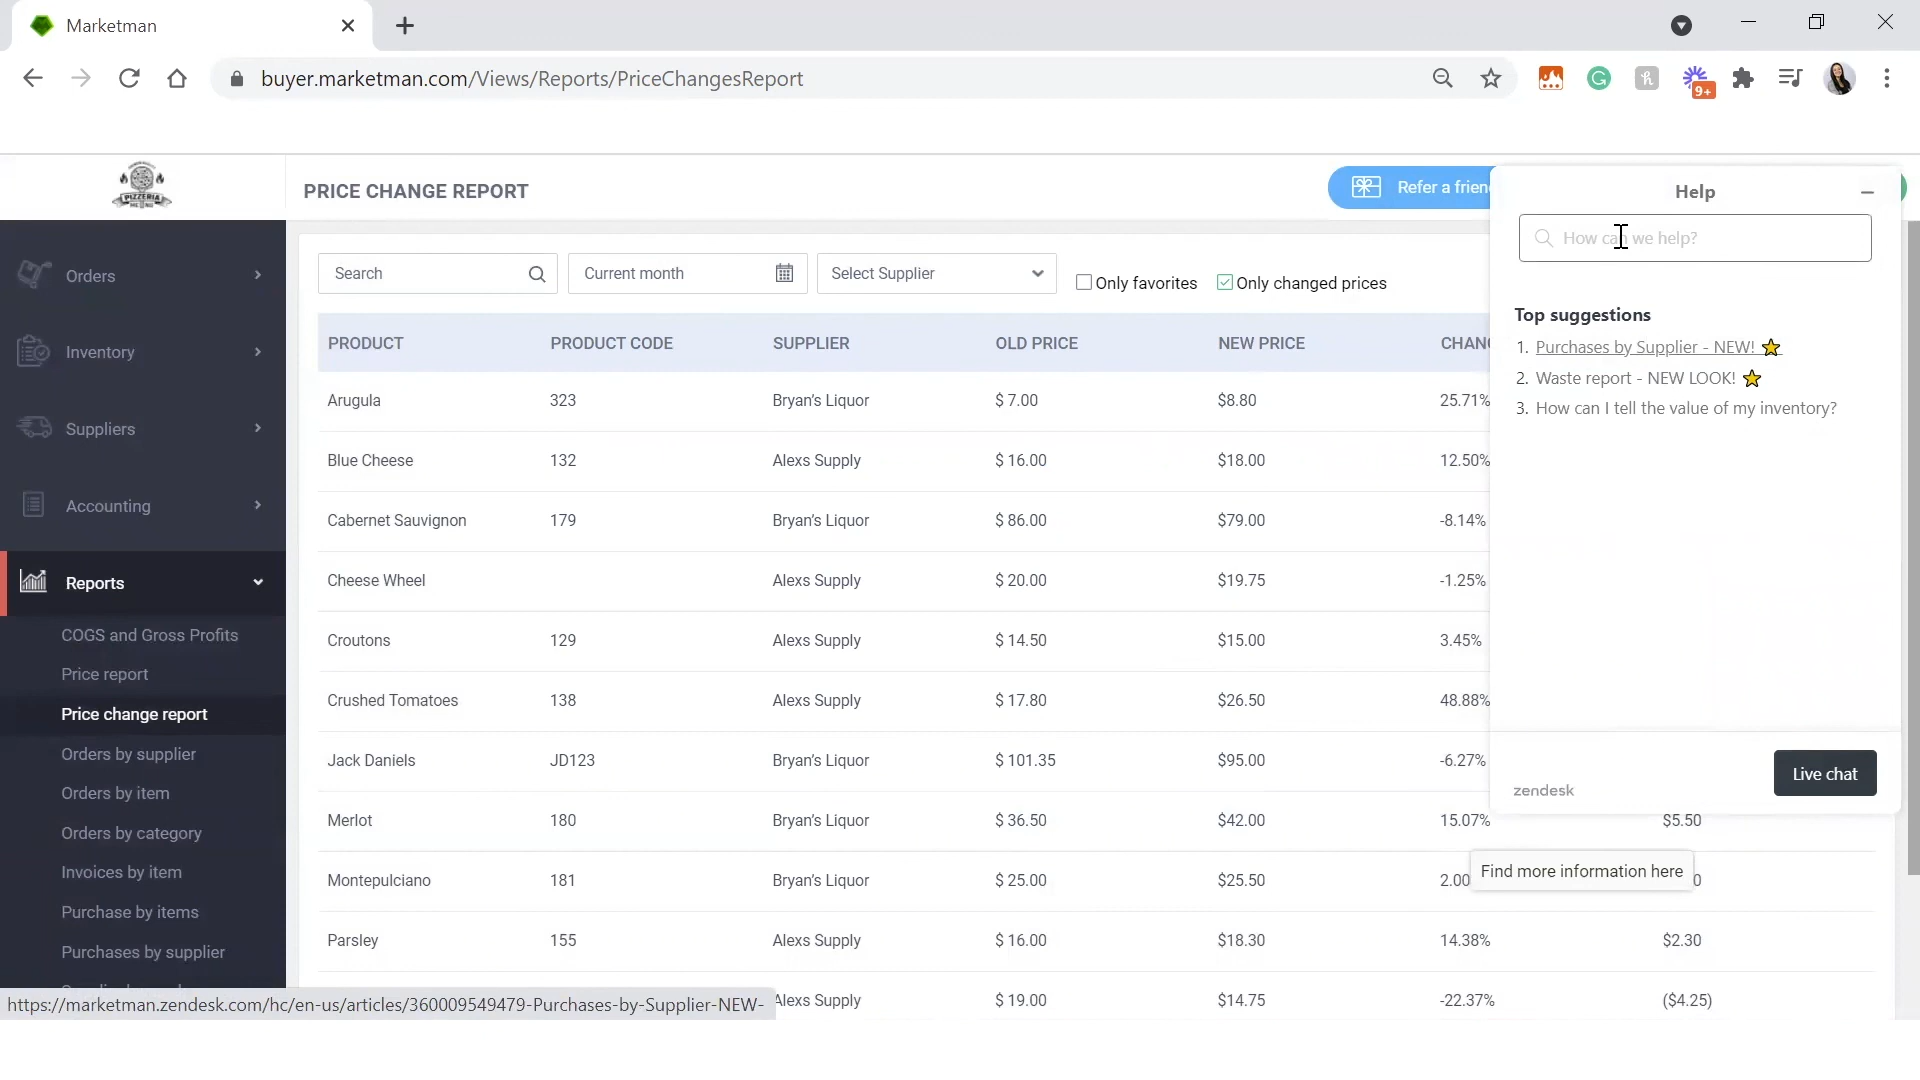 Marketman
buyer.marketman.com/Views/Reports/PriceChangesReport
9+
PIZZERIA
PRICE CHANGE REPORT
Refer a frien
Help
How can we help?
Top suggestions
1. Purchases by Supplier - NEW! ⭐
2. Waste report - NEW LOOK! ⭐
3. How can I tell the value of my inventory?
zendesk
Live chat
Find more information here
Orders
Inventory
Suppliers
Accounting
Reports
COGS and Gross Profits
Price report
Price change report
Orders by supplier
Orders by item
Orders by category
Invoices by item
Purchase by items
Purchases by supplier
https://marketman.zendesk.com/hc/en-us/articles/360009549479-Purchases-by-Supplier-NEW-
Search Current month Select Supplier Only favorites Only changed prices
PRODUCT PRODUCT CODE SUPPLIER OLD PRICE NEW PRICE CHANG
Arugula 323 Bryan's Liquor $ 7.00 $8.80 25.71%
Blue Cheese 132 Alexs Supply $ 16.00 $18.00 12.50%
Cabernet Sauvignon 179 Bryan's Liquor $ 86.00 $79.00 -8.14%
Cheese Wheel Alexs Supply $ 20.00 $19.75 -1.25%
Croutons 129 Alexs Supply $ 14.50 $15.00 3.45%
Crushed Tomatoes 138 Alexs Supply $ 17.80 $26.50 48.88%
Jack Daniels JD123 Bryan's Liquor $ 101.35 $95.00 -6.27%
Merlot 180 Bryan's Liquor $ 36.50 $42.00 15.07% $5.50
Montepulciano 181 Bryan's Liquor $ 25.00 $25.50 2.00 0
Parsley 155 Alexs Supply $ 16.00 $18.30 14.38% $2.30
Alexs Supply $ 19.00 $14.75 -22.37% ($4.25)